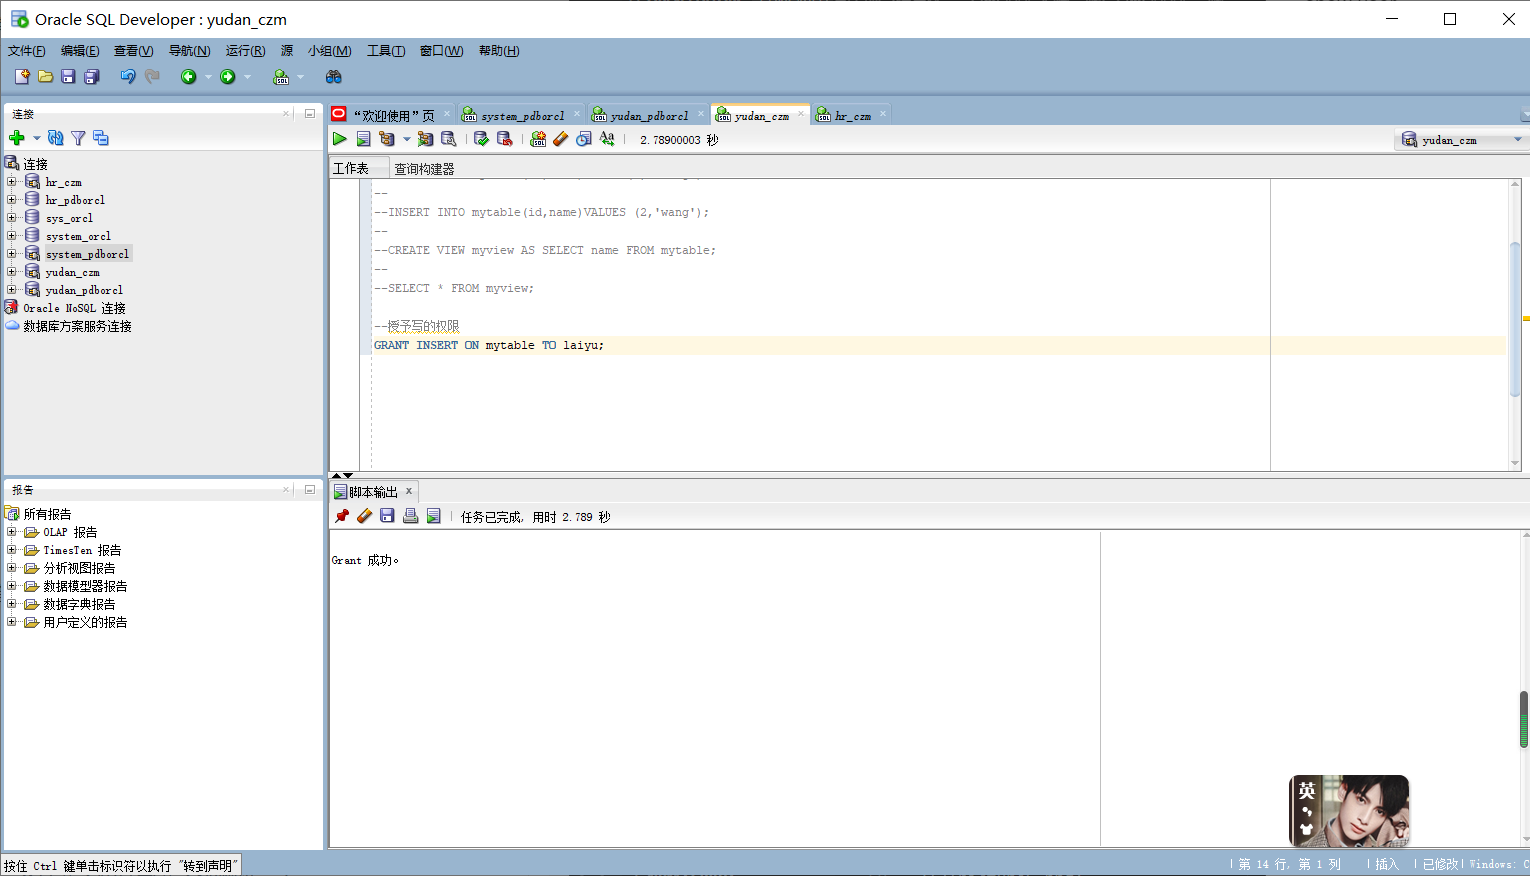 Oracle SQL Developer : yudan_czm
文件(F) 编辑(E) 查看(V) 导航(N) 运行(R) 源 小组(M) 工具(T) 窗口(W) 帮助(H)
连接
连接
hr_czm
hr_pdborcl
sys_orcl
system_orcl
system_pdborcl
yudan_czm
yudan_pdborcl
Oracle NoSQL 连接
数据库方案服务连接
报告
所有报告
OLAP 报告
TimesTen 报告
分析视图报告
数据模型器报告
数据字典报告
用户定义的报告
“欢迎使用”页 system_pdborcl yudan_pdborcl yudan_czm hr_czm
2.78900003 秒 yudan_czm
工作表 查询构建器
--
--INSERT INTO mytable(id,name)VALUES (2,'wang');
--
--CREATE VIEW myview AS SELECT name FROM mytable;
--
--SELECT * FROM myview;
--授予写的权限
GRANT INSERT ON mytable TO laiyu;
脚本输出
任务已完成, 用时 2.789 秒
Grant 成功。
英
按住 Ctrl 键单击标识符以执行 "转到声明"
第 14 行, 第 1 列 插入 已修改 Windows: C